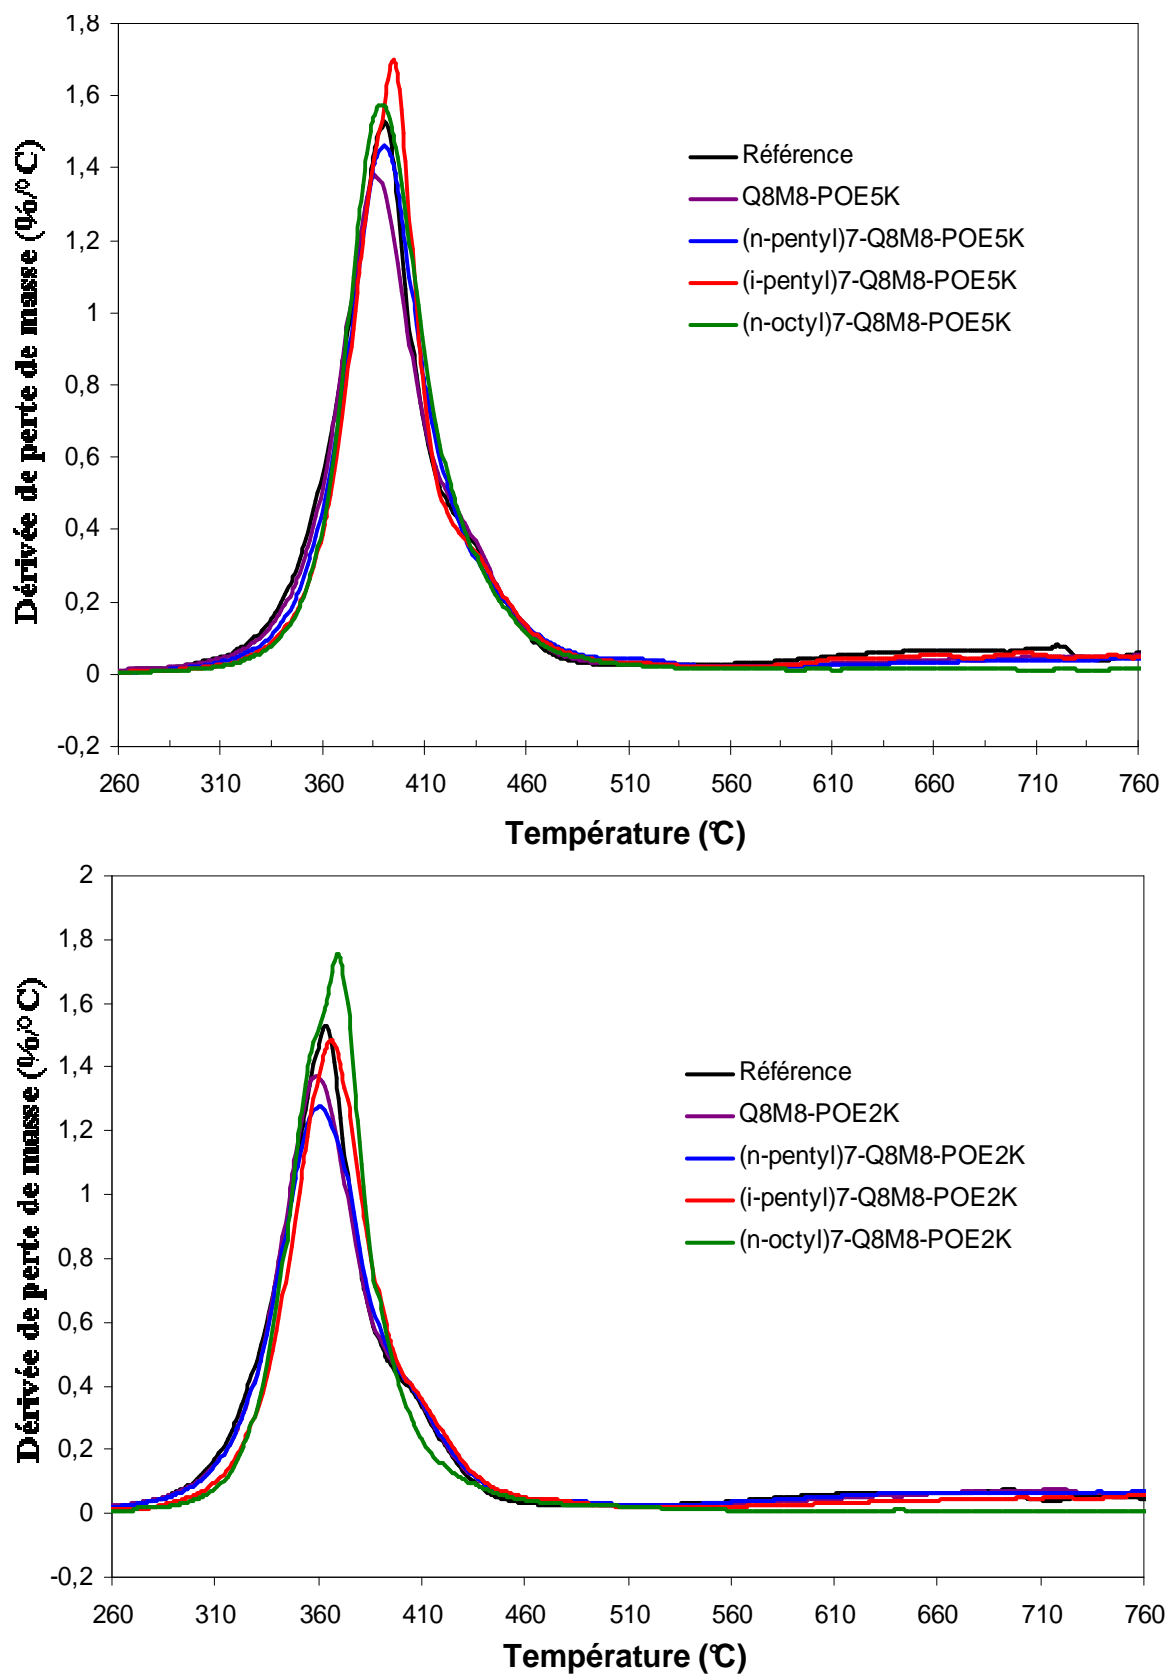 1,8
1,6
1,4
1,2
1
0,8
0,6
0,4
0,2
0
-0,2
Dérivée de perte de masse (%/°C)
Référence
Q8M8-POE5K
(n-pentyl)7-Q8M8-POE5K
(i-pentyl)7-Q8M8-POE5K
(n-octyl)7-Q8M8-POE5K
260 310 360 410 460 510 560 610 660 710 760
Température (°C)
2
1,8
1,6
1,4
1,2
1
0,8
0,6
0,4
0,2
0
-0,2
Dérivée de perte de masse (%/°C)
Référence
Q8M8-POE2K
(n-pentyl)7-Q8M8-POE2K
(i-pentyl)7-Q8M8-POE2K
(n-octyl)7-Q8M8-POE2K
260 310 360 410 460 510 560 610 660 710 760
Température (°C)